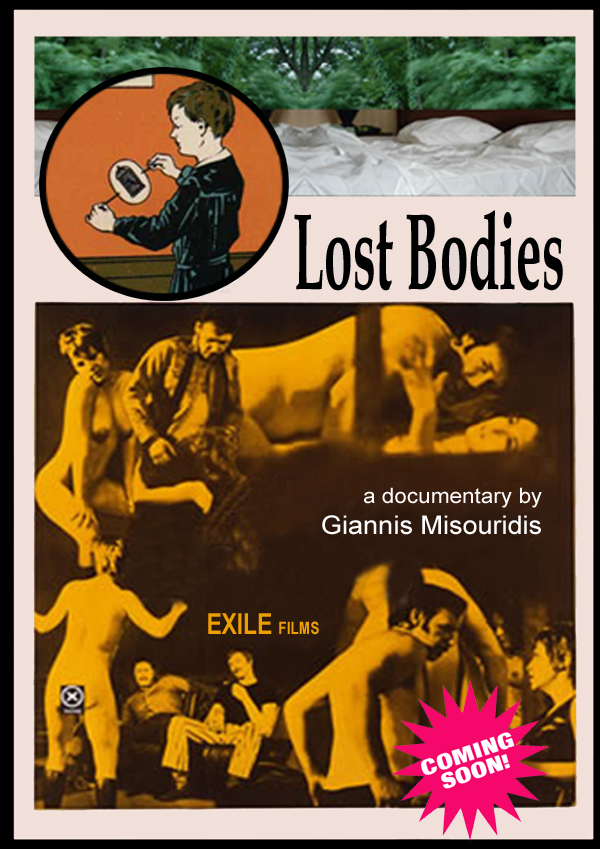 Lost Bodies
a documentary by
Giannis Misouridis
EXILE FILMS
COMING
SOON!